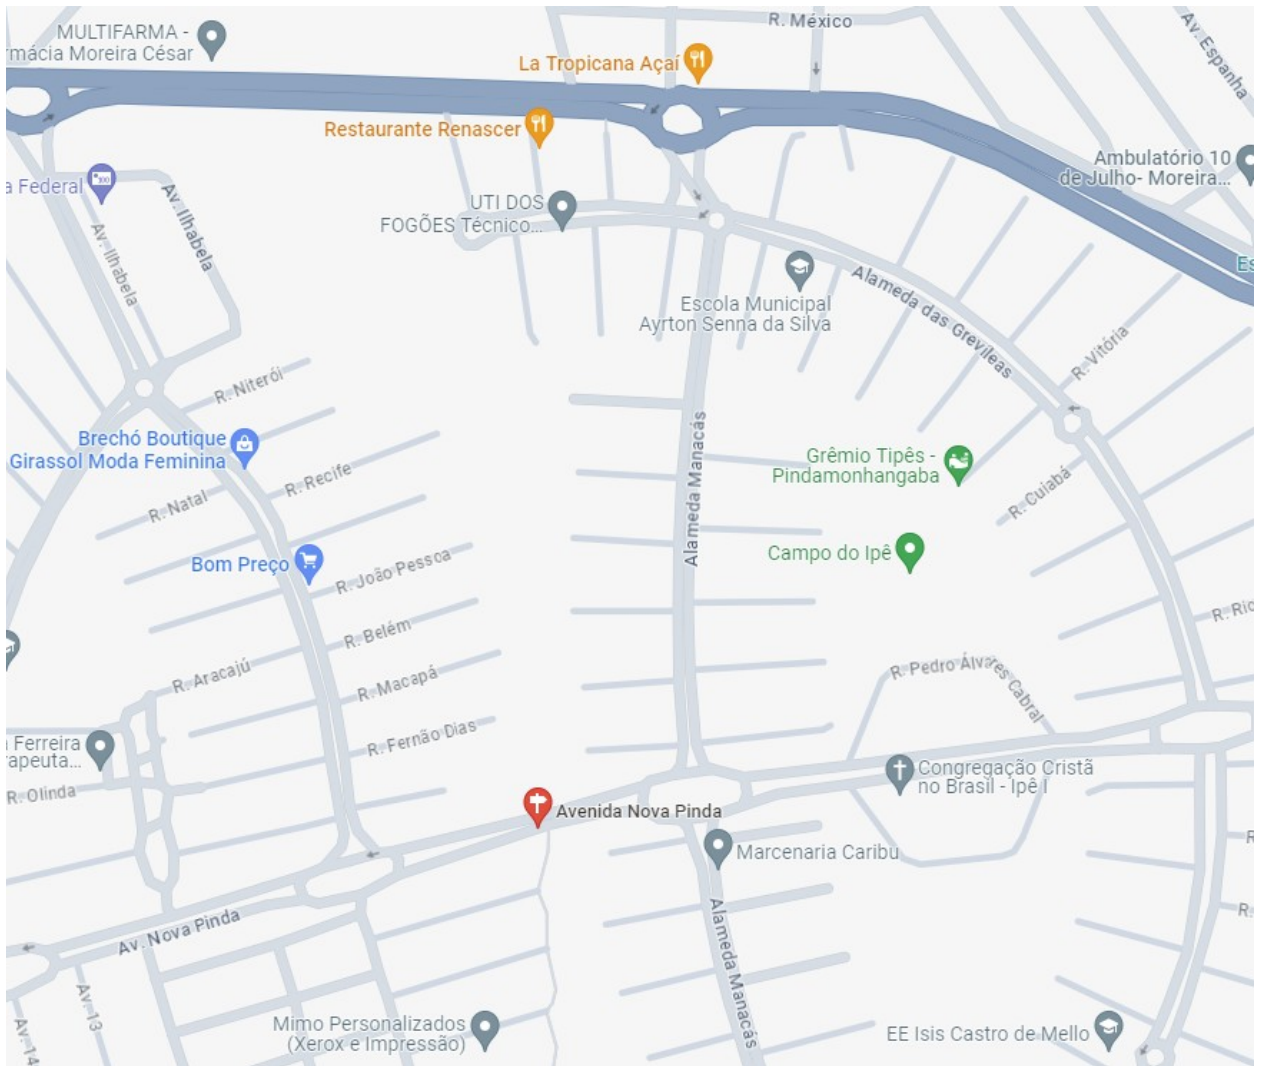 MULTIFARMA -
rmácia Moreira César
R. México
Av. Espanha
La Tropicana Açaí
Restaurante Renascer
Ambulatório 10
de Julho- Moreira...
a Federal
Av. Ilhabela
Av. Ilhabela
UTI DOS
FOGÕES Técnico...
Es
Escola Municipal
Ayrton Senna da Silva
Alameda das Grevíleas
R. Vitória
R. Niterói
Alameda Manacás
Brechó Boutique
Girassol Moda Feminina
R. Recife
R. Natal
Grêmio Tipês -
Pindamonhangaba
R. Cuiabá
Campo do Ipê
Bom Preço
R. João Pessoa
R. Belém
R. Rio
R. Aracajú
R. Macapá
R. Pedro Álvares Cabral
R. Fernão Dias
a Ferreira
rapeuta...
R. Olinda
Congregação Cristã
no Brasil - Ipê I
Avenida Nova Pinda
Marcenaria Caribu
R
R.
Av. Nova Pinda
Alameda Manacás
Av. 13
Av. 14
Mimo Personalizados
(Xerox e Impressão)
EE Isis Castro de Mello